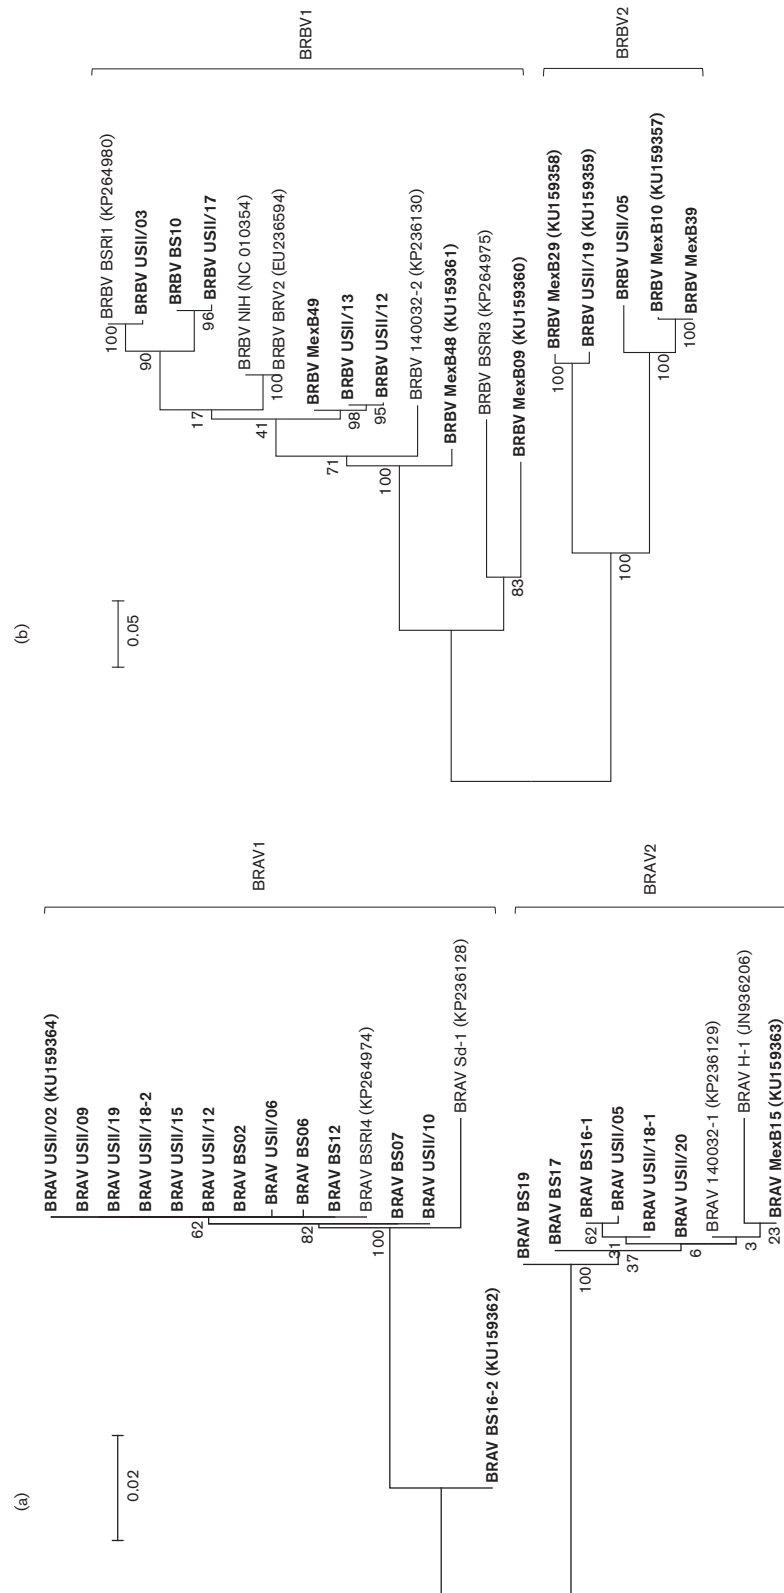 (a)
0.02
BRAV USII/02 (KU159364)
BRAV USII/09
BRAV USII/19
BRAV USII/18-2
BRAV USII/15
BRAV USII/12
BRAV BS02
BRAV USII/06
BRAV BS06
BRAV BS12
BRAV BSRI4 (KP264974)
BRAV BS07
BRAV USII/10
BRAV Sd-1 (KP236128)
BRAV BS16-2 (KU159362)
62
82
100
BRAV1
BRAV BS19
BRAV BS17
BRAV BS16-1
BRAV USII/05
BRAV USII/18-1
BRAV USII/20
BRAV 140032-1 (KP236129)
BRAV H-1 (JN936206)
BRAV MexB15 (KU159363)
100
62
31
37
6
3
23
BRAV2
(b)
0.05
BRBV BSRI1 (KP264980)
BRBV USII/03
BRBV BS10
BRBV USII/17
BRBV NIH (NC 010354)
BRBV BRV2 (EU236594)
BRBV MexB49
BRBV USII/13
BRBV USII/12
BRBV 140032-2 (KP236130)
BRBV MexB48 (KU159361)
BRBV BSRI3 (KP264975)
BRBV MexB09 (KU159360)
100
90
96
17
100
41
98
95
71
100
83
BRBV1
BRBV MexB29 (KU159358)
BRBV USII/19 (KU159359)
BRBV USII/05
BRBV MexB10 (KU159357)
BRBV MexB39
100
100
100
100
BRBV2